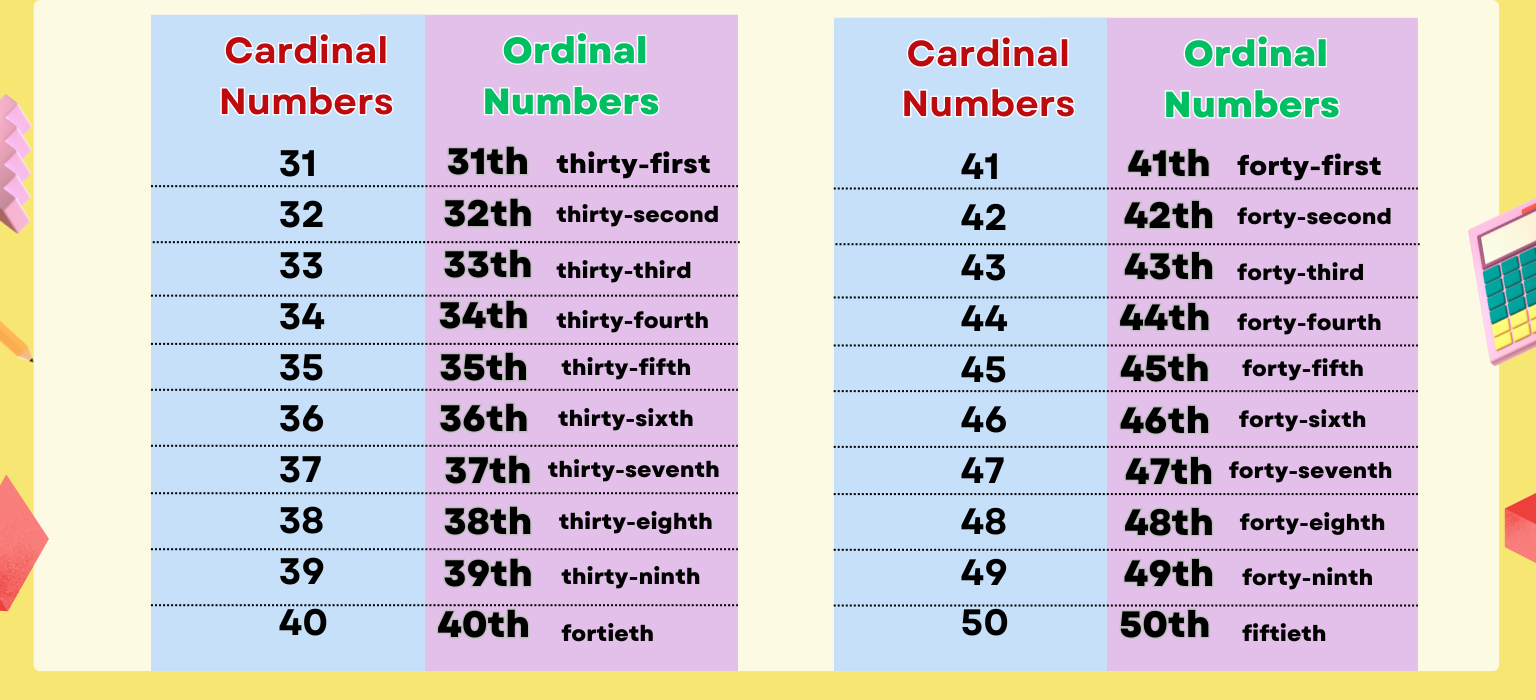 Cardinal Numbers Ordinal Numbers
31 31th thirty-first
32 32th thirty-second
33 33th thirty-third
34 34th thirty-fourth
35 35th thirty-fifth
36 36th thirty-sixth
37 37th thirty-seventh
38 38th thirty-eighth
39 39th thirty-ninth
40 40th fortieth
Cardinal Numbers Ordinal Numbers
41 41th forty-first
42 42th forty-second
43 43th forty-third
44 44th forty-fourth
45 45th forty-fifth
46 46th forty-sixth
47 47th forty-seventh
48 48th forty-eighth
49 49th forty-ninth
50 50th fiftieth